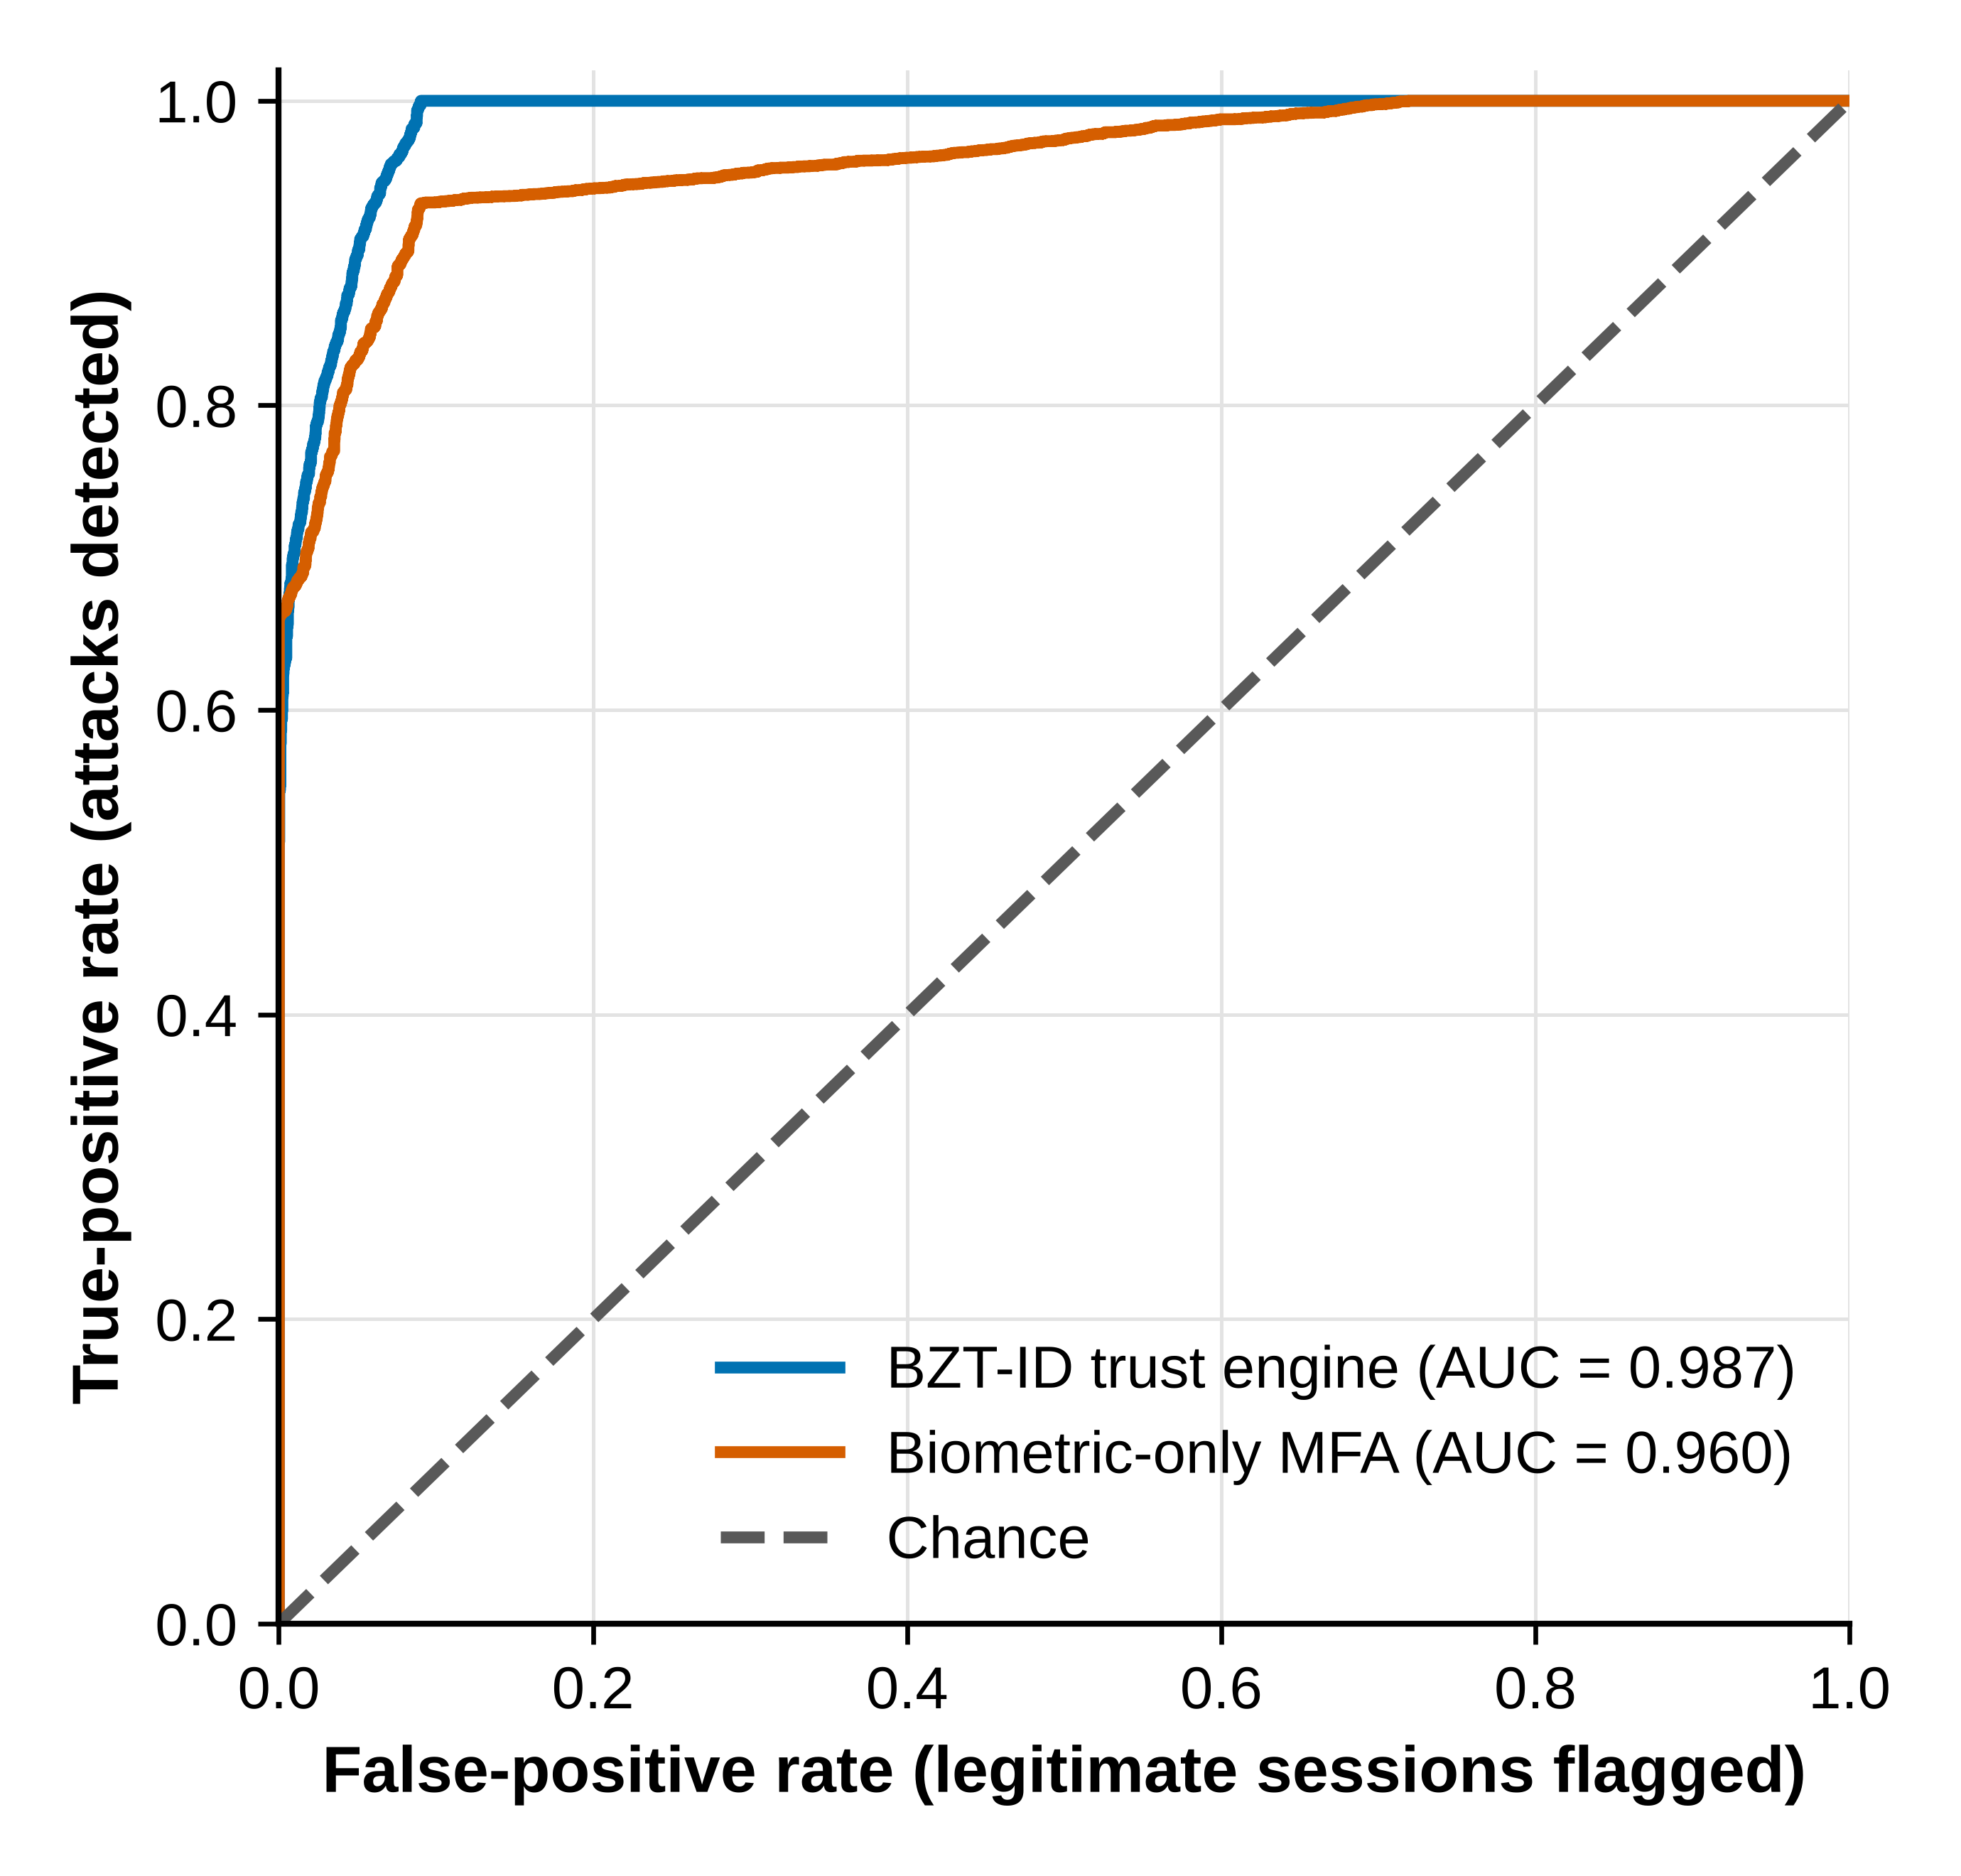 True-positive rate (attacks detected)
1.0
0.8
0.6
0.4
0.2
0.0
BZT-ID trust engine (AUC = 0.987)
Biometric-only MFA (AUC = 0.960)
Chance
0.0 0.2 0.4 0.6 0.8 1.0
False-positive rate (legitimate sessions flagged)